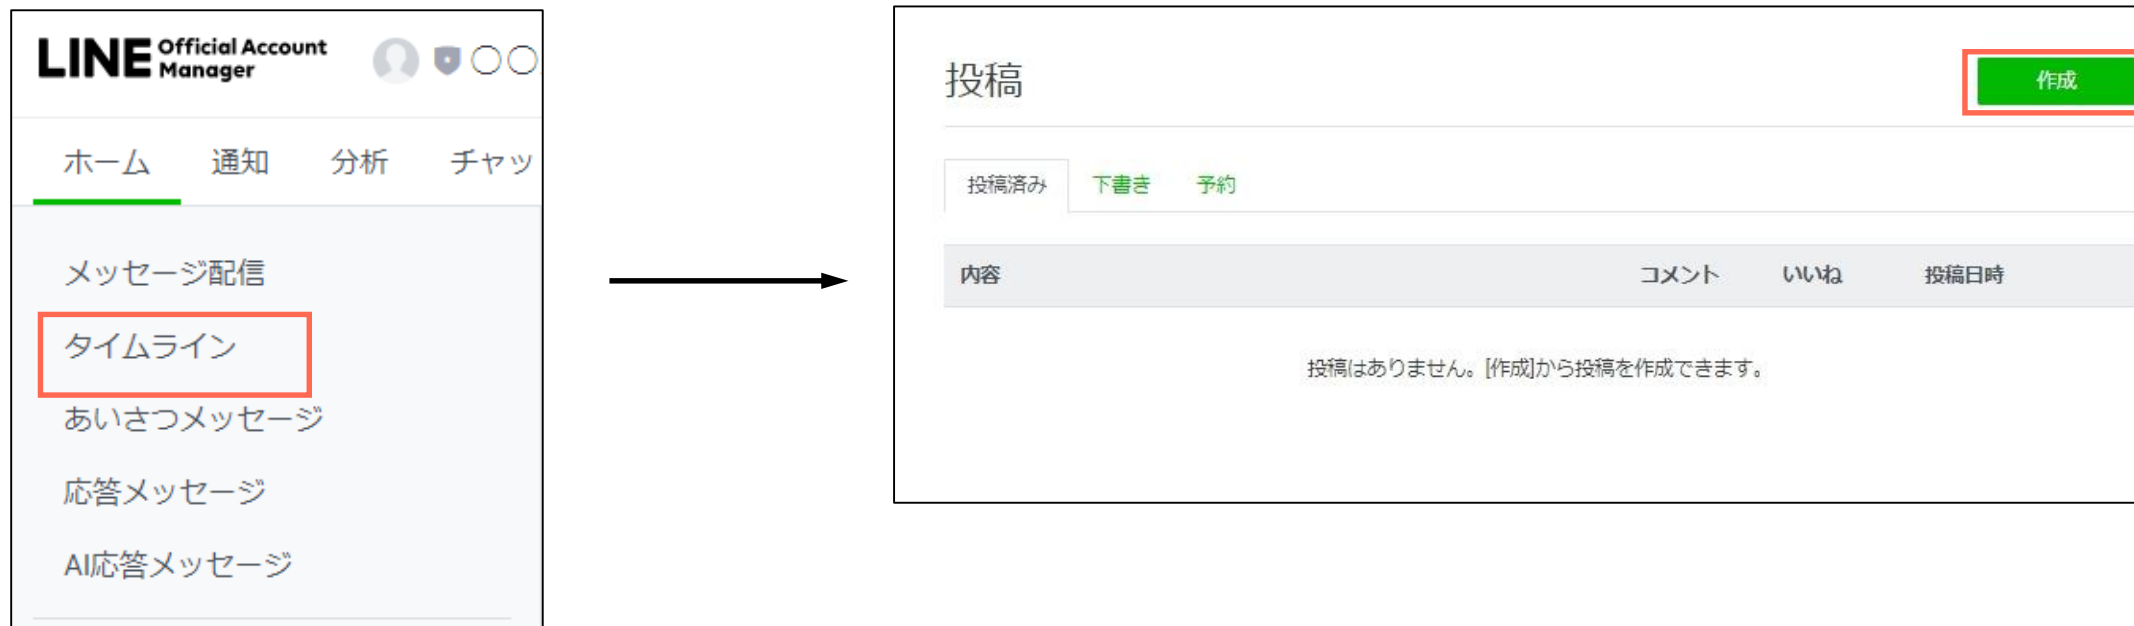 LINE Official Account Manager
〇〇
ホーム 通知 分析 チャッ
メッセージ配信
タイムライン
あいさつメッセージ
応答メッセージ
AI応答メッセージ
投稿
作成
投稿済み 下書き 予約
内容 コメント いいね 投稿日時
投稿はありません。[作成]から投稿を作成できます。